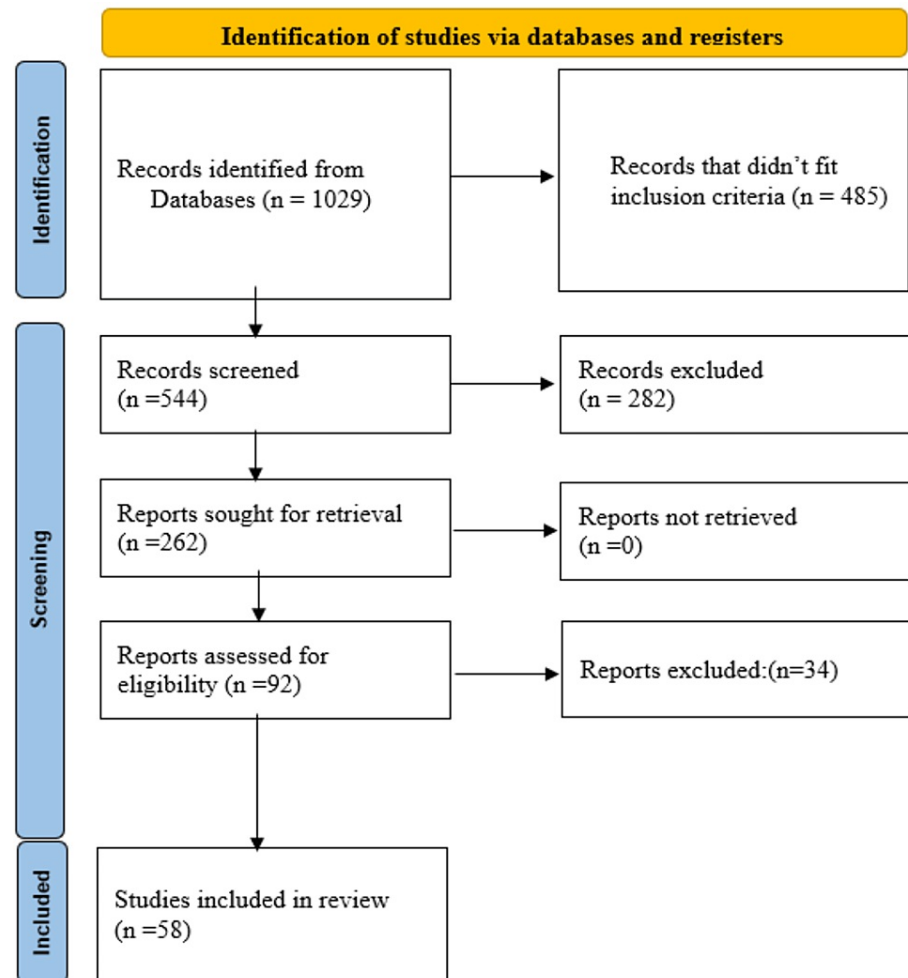 Identification of studies via databases and registers
Identification
Records identified from
Databases (n = 1029)
Records that didn't fit
inclusion criteria (n = 485)
Screening
Records screened
(n =544)
Records excluded
(n = 282)
Reports sought for retrieval
(n =262)
Reports not retrieved
(n =0)
Reports assessed for
eligibility (n =92)
Reports excluded:(n=34)
Included
Studies included in review
(n =58)